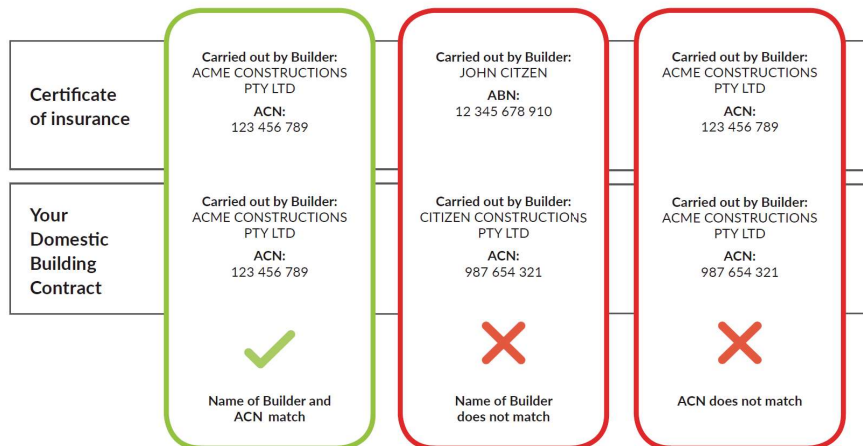 Certificate
of insurance
Carried out by Builder:
ACME CONSTRUCTIONS
PTY LTD
ACN:
123 456 789
Carried out by Builder:
JOHN CITZEN
ABN:
12 345 678 910
Carried out by Builder:
ACME CONSTRUCTIONS
PTY LTD
ACN:
123 456 789
Your
Domestic
Building
Contract
Carried out by Builder:
ACME CONSTRUCTIONS
PTY LTD
ACN:
123 456 789
Carried out by Builder:
CITIZEN CONSTRUCTIONS
PTY LTD
ACN:
987 654 321
Carried out by Builder:
ACME CONSTRUCTIONS
PTY LTD
ACN:
987 654 321
Name of Builder and
ACN match
Name of Builder
does not match
ACN does not match